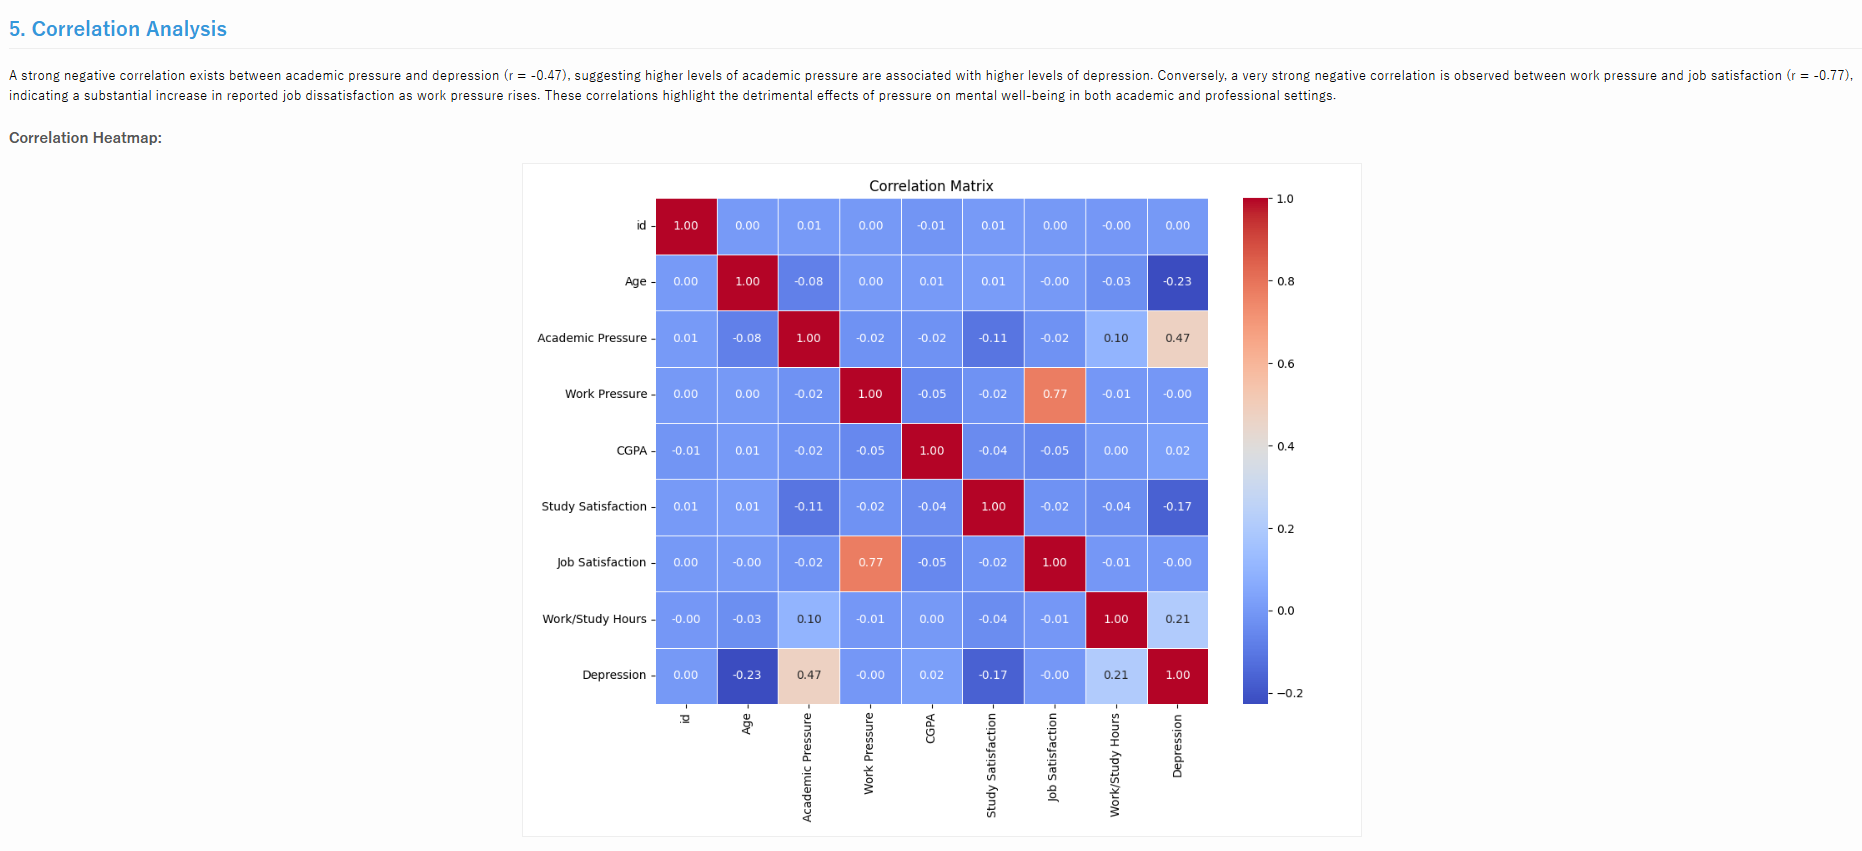 5. Correlation Analysis
A strong negative correlation exists between academic pressure and depression (r = -0.47), suggesting higher levels of academic pressure are associated with higher levels of depression. Conversely, a very strong negative correlation is observed between work pressure and job satisfaction (r = -0.77),
indicating a substantial increase in reported job dissatisfaction as work pressure rises. These correlations highlight the detrimental effects of pressure on mental well-being in both academic and professional settings.
Correlation Heatmap:
Correlation Matrix
id 1.00 0.00 0.01 0.00 -0.01 0.01 0.00 -0.00 0.00
Age 0.00 1.00 -0.08 0.00 0.01 0.01 -0.00 -0.03 -0.23
Academic Pressure 0.01 -0.08 1.00 -0.02 -0.02 -0.11 -0.02 0.10 0.47
Work Pressure 0.00 0.00 -0.02 1.00 -0.05 -0.02 0.77 -0.01 -0.00
CGPA -0.01 0.01 -0.02 -0.05 1.00 -0.04 -0.05 0.00 0.02
Study Satisfaction 0.01 0.01 -0.11 -0.02 -0.04 1.00 -0.02 -0.04 -0.17
Job Satisfaction 0.00 -0.00 -0.02 0.77 -0.05 -0.02 1.00 -0.01 -0.00
Work/Study Hours -0.00 -0.03 0.10 -0.01 0.00 -0.04 -0.01 1.00 0.21
Depression 0.00 -0.23 0.47 -0.00 0.02 -0.17 -0.00 0.21 1.00
id
Age
Academic Pressure
Work Pressure
CGPA
Study Satisfaction
Job Satisfaction
Work/Study Hours
Depression
1.0
0.8
0.6
0.4
0.2
0.0
−0.2